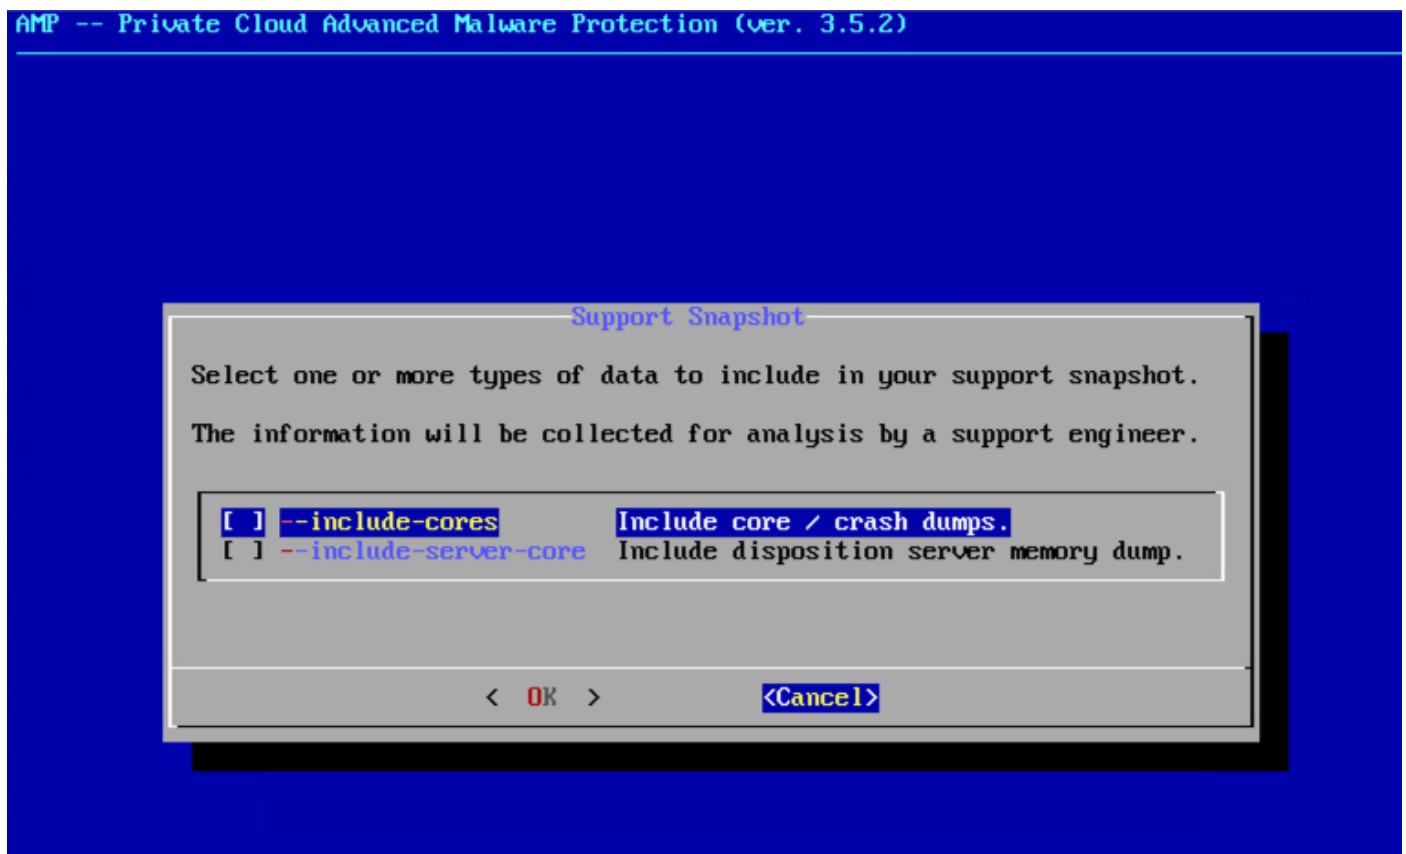 AMP -- Private Cloud Advanced Malware Protection (ver. 3.5.2)
Support Snapshot
Select one or more types of data to include in your support snapshot.
The information will be collected for analysis by a support engineer.
[ ] --include-cores Include core / crash dumps.
[ ] --include-server-core Include disposition server memory dump.
< OK > <Cancel>